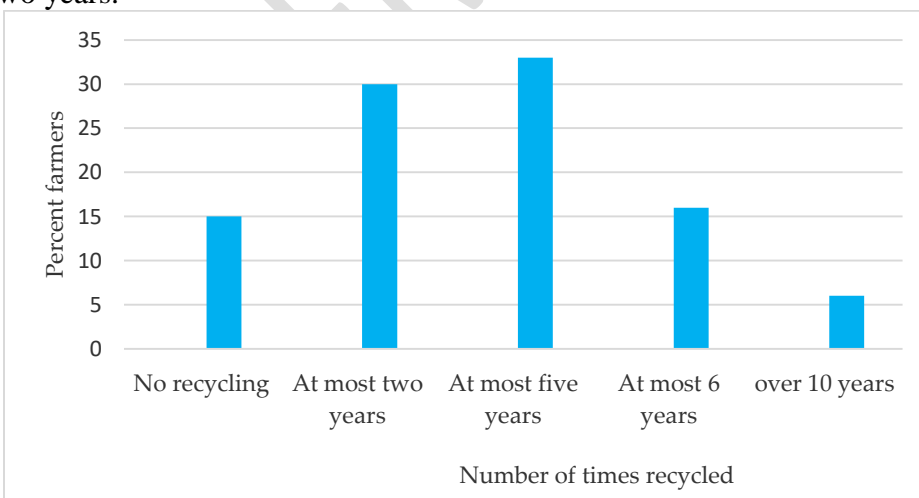 wo years.
35
30
25
20
15
10
5
0
Percent farmers
No recycling
At most two
years
At most five
years
At most 6
years
over 10 years
Number of times recycled